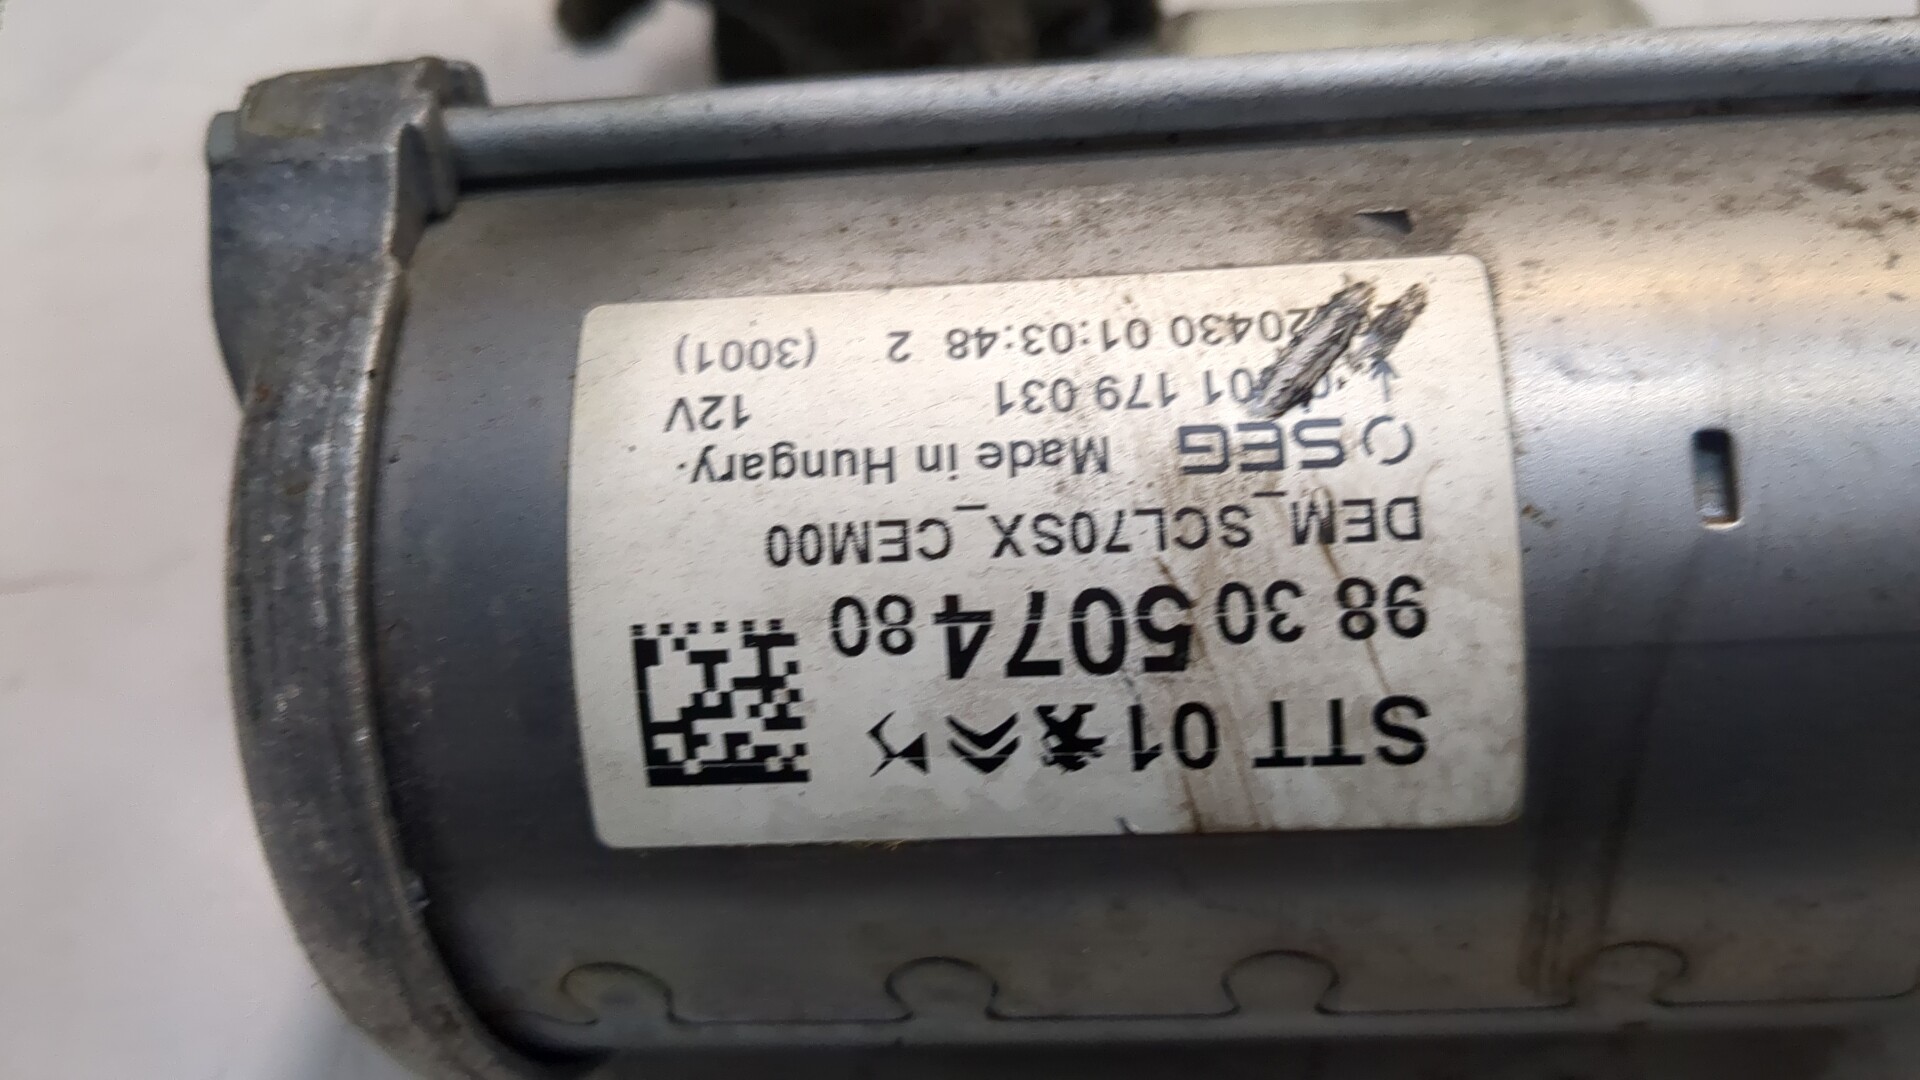 STT 01
98 30 5074 80
DEM_SCL70SX_CEM00
SEG Made in Hungary.
01 179 031 12V
20430 01:03:48 2 (3001)